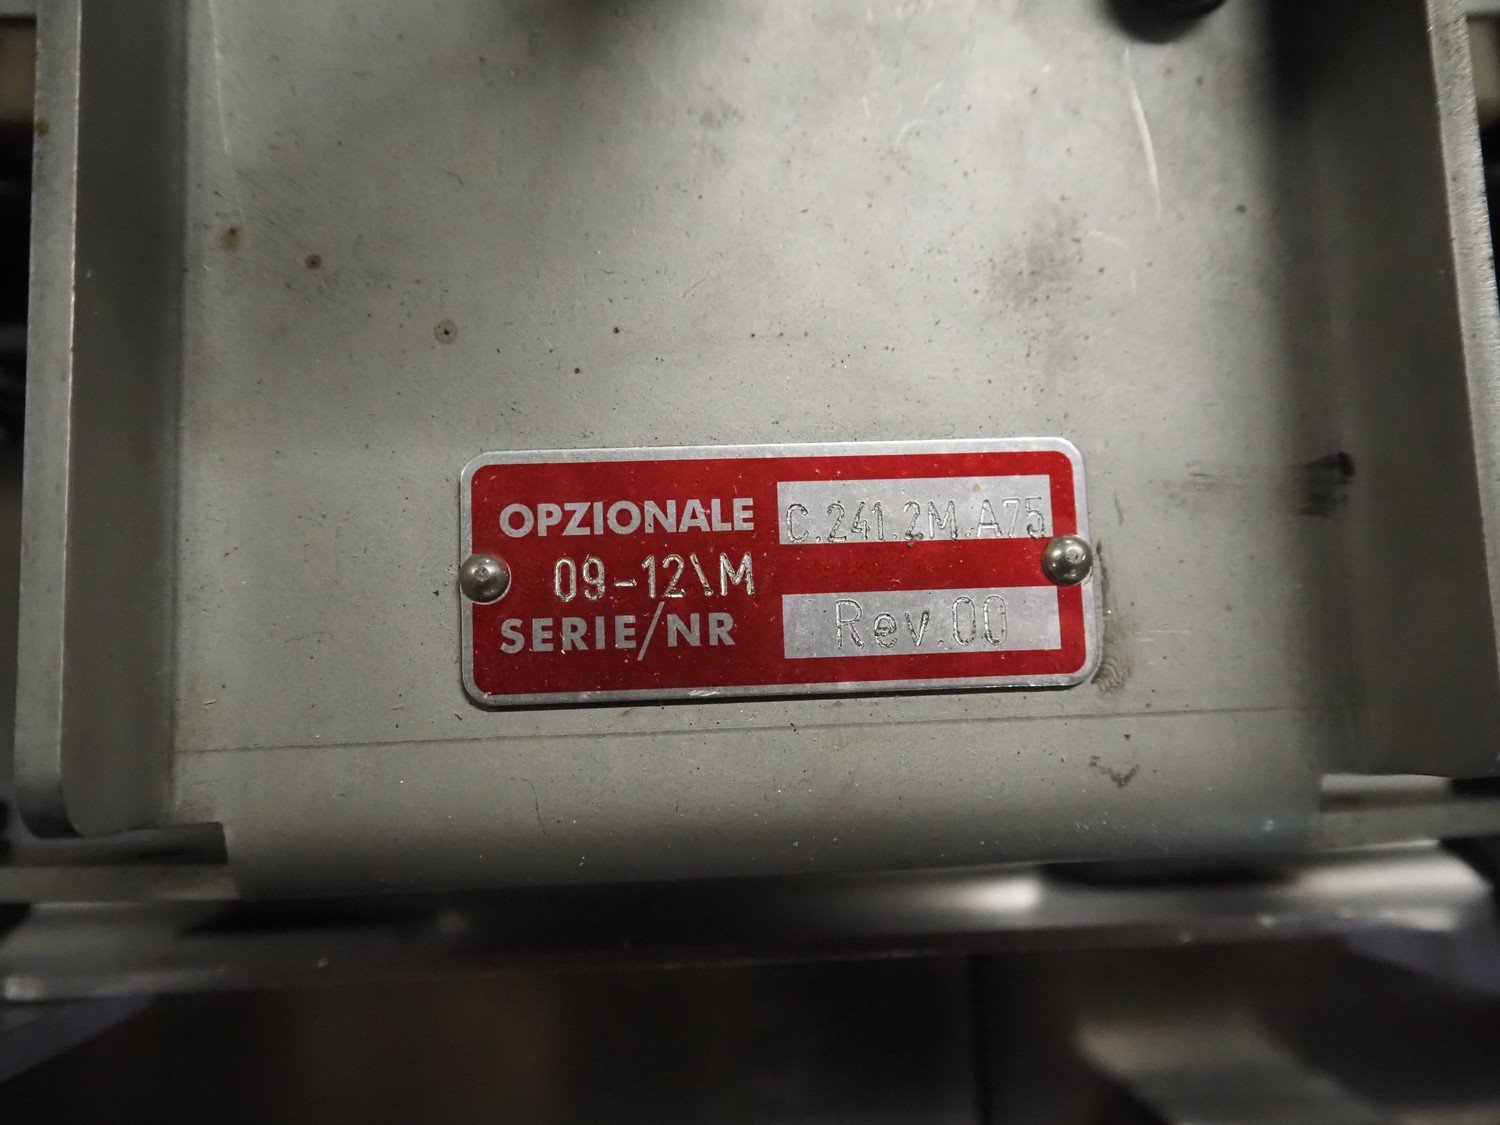 OPZIONALE C.241.2M.A75
09-12\M
SERIE/NR Rev.00